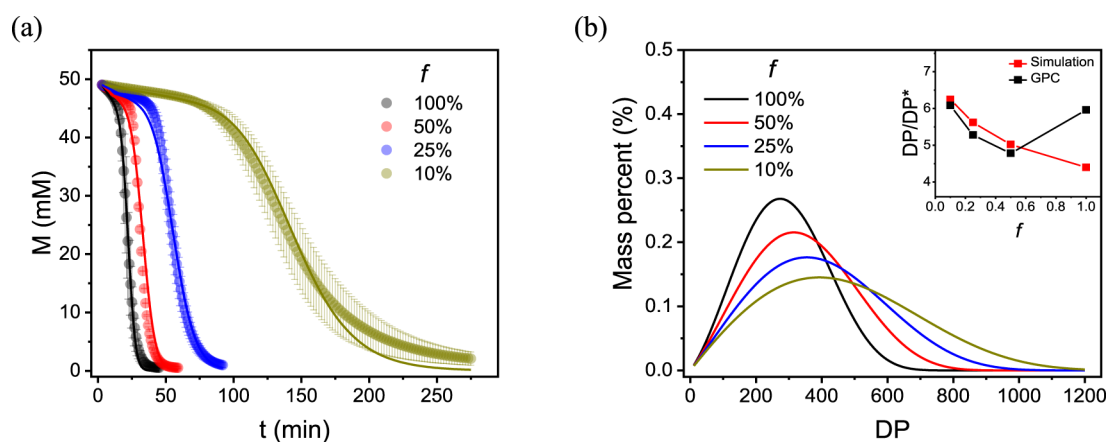 (a)
50
40
30
20
10
0
M (mM)
0 50 100 150 200 250
t (min)
f
100%
50%
25%
10%
(b)
0.5
0.4
0.3
0.2
0.1
0.0
Mass percent (%)
0 200 400 600 800 1000 1200
DP
f
100%
50%
25%
10%
Simulation
GPC
7
6
5
4
DP/DP*
0.0 0.2 0.4 0.6 0.8 1.0
f